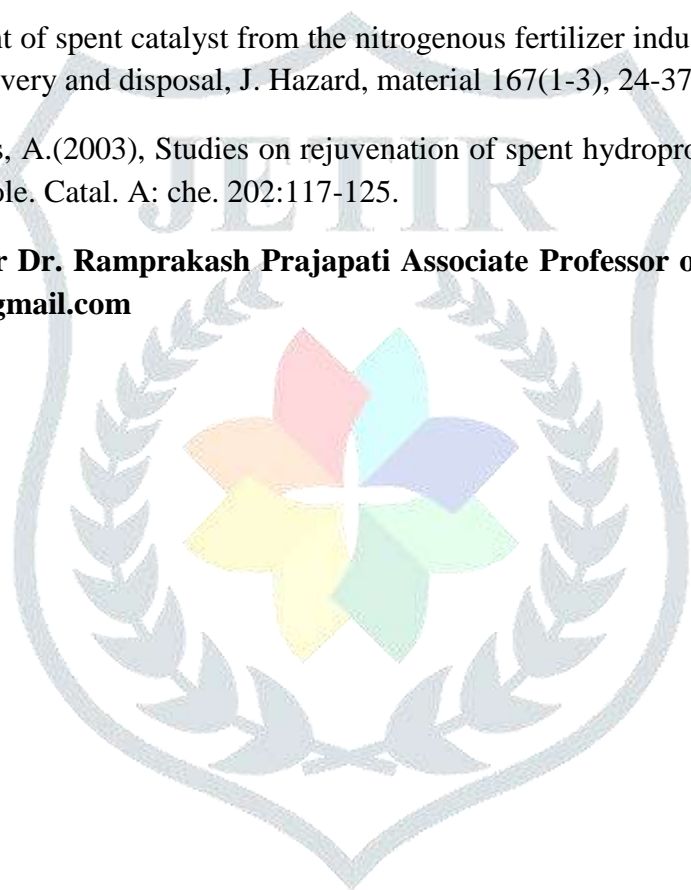 nt of spent catalyst from the nitrogenous fertilizer indu
very and disposal, J. Hazard, material 167(1-3), 24-37
s, A.(2003), Studies on rejuvenation of spent hydropro
ole. Catal. A: che. 202:117-125.
JETIR
r Dr. Ramprakash Prajapati Associate Professor o
gmail.com